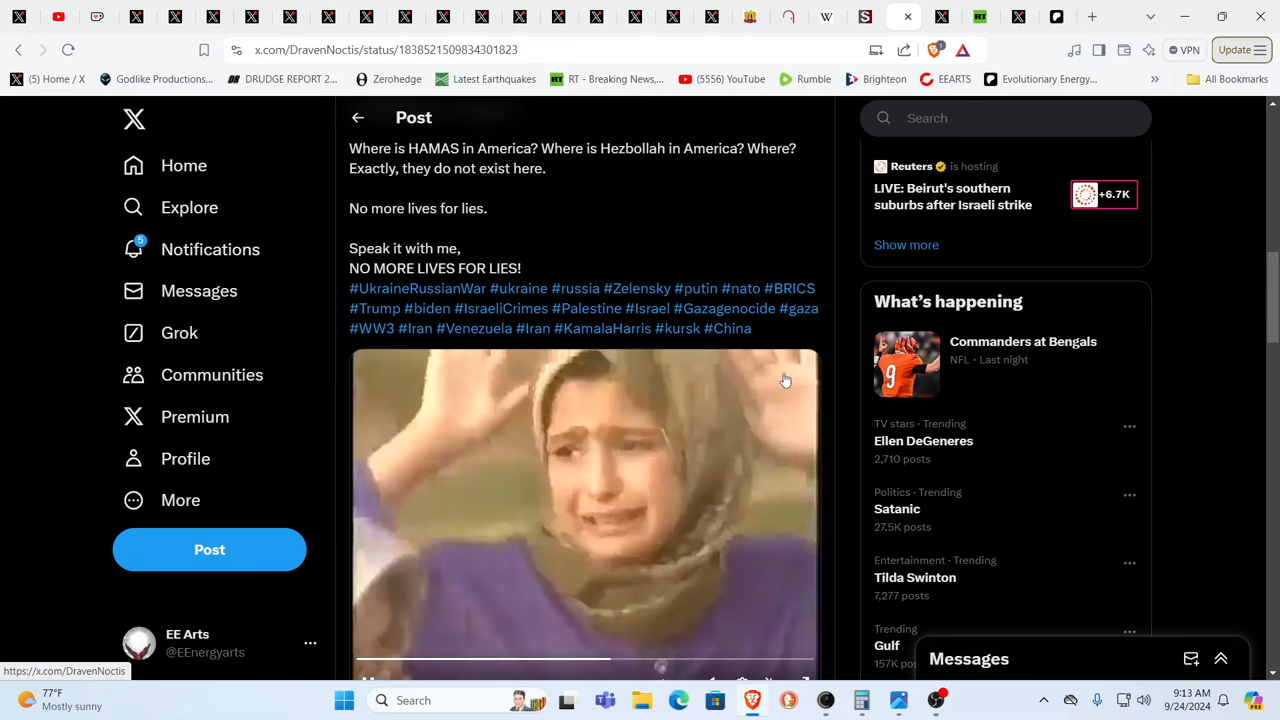 x.com/DravenNoctis/status/1838521509834301823
VPN
Update
(5) Home / X
Godlike Productions...
DRUDGE REPORT 2...
Zerohedge
Latest Earthquakes
RT - Breaking News,...
(5556) YouTube
Rumble
Brighteon
EEARTS
Evolutionary Energy...
All Bookmarks
Home
Explore
5
Notifications
Messages
Grok
Communities
Premium
Profile
More
Post
EE Arts
@EEnergyarts
https://x.com/DravenNoctis
Post
Where is HAMAS in America? Where is Hezbollah in America? Where?
Exactly, they do not exist here.
No more lives for lies.
Speak it with me,
NO MORE LIVES FOR LIES!
#UkraineRussianWar #ukraine #russia #Zelensky #putin #nato #BRICS
#Trump #biden #IsraeliCrimes #Palestine #Israel #Gazagenocide #gaza
#WW3 #Iran #Venezuela #Iran #KamalaHarris #kursk #China
Search
Reuters is hosting
LIVE: Beirut's southern
suburbs after Israeli strike
+6.7K
Show more
What's happening
Commanders at Bengals
NFL · Last night
TV stars · Trending
Ellen DeGeneres
2,710 posts
Politics · Trending
Satanic
27.5K posts
Entertainment · Trending
Tilda Swinton
7,277 posts
Trending
Gulf
157K pos
Messages
77°F
Mostly sunny
Search
9:13 AM
9/24/2024